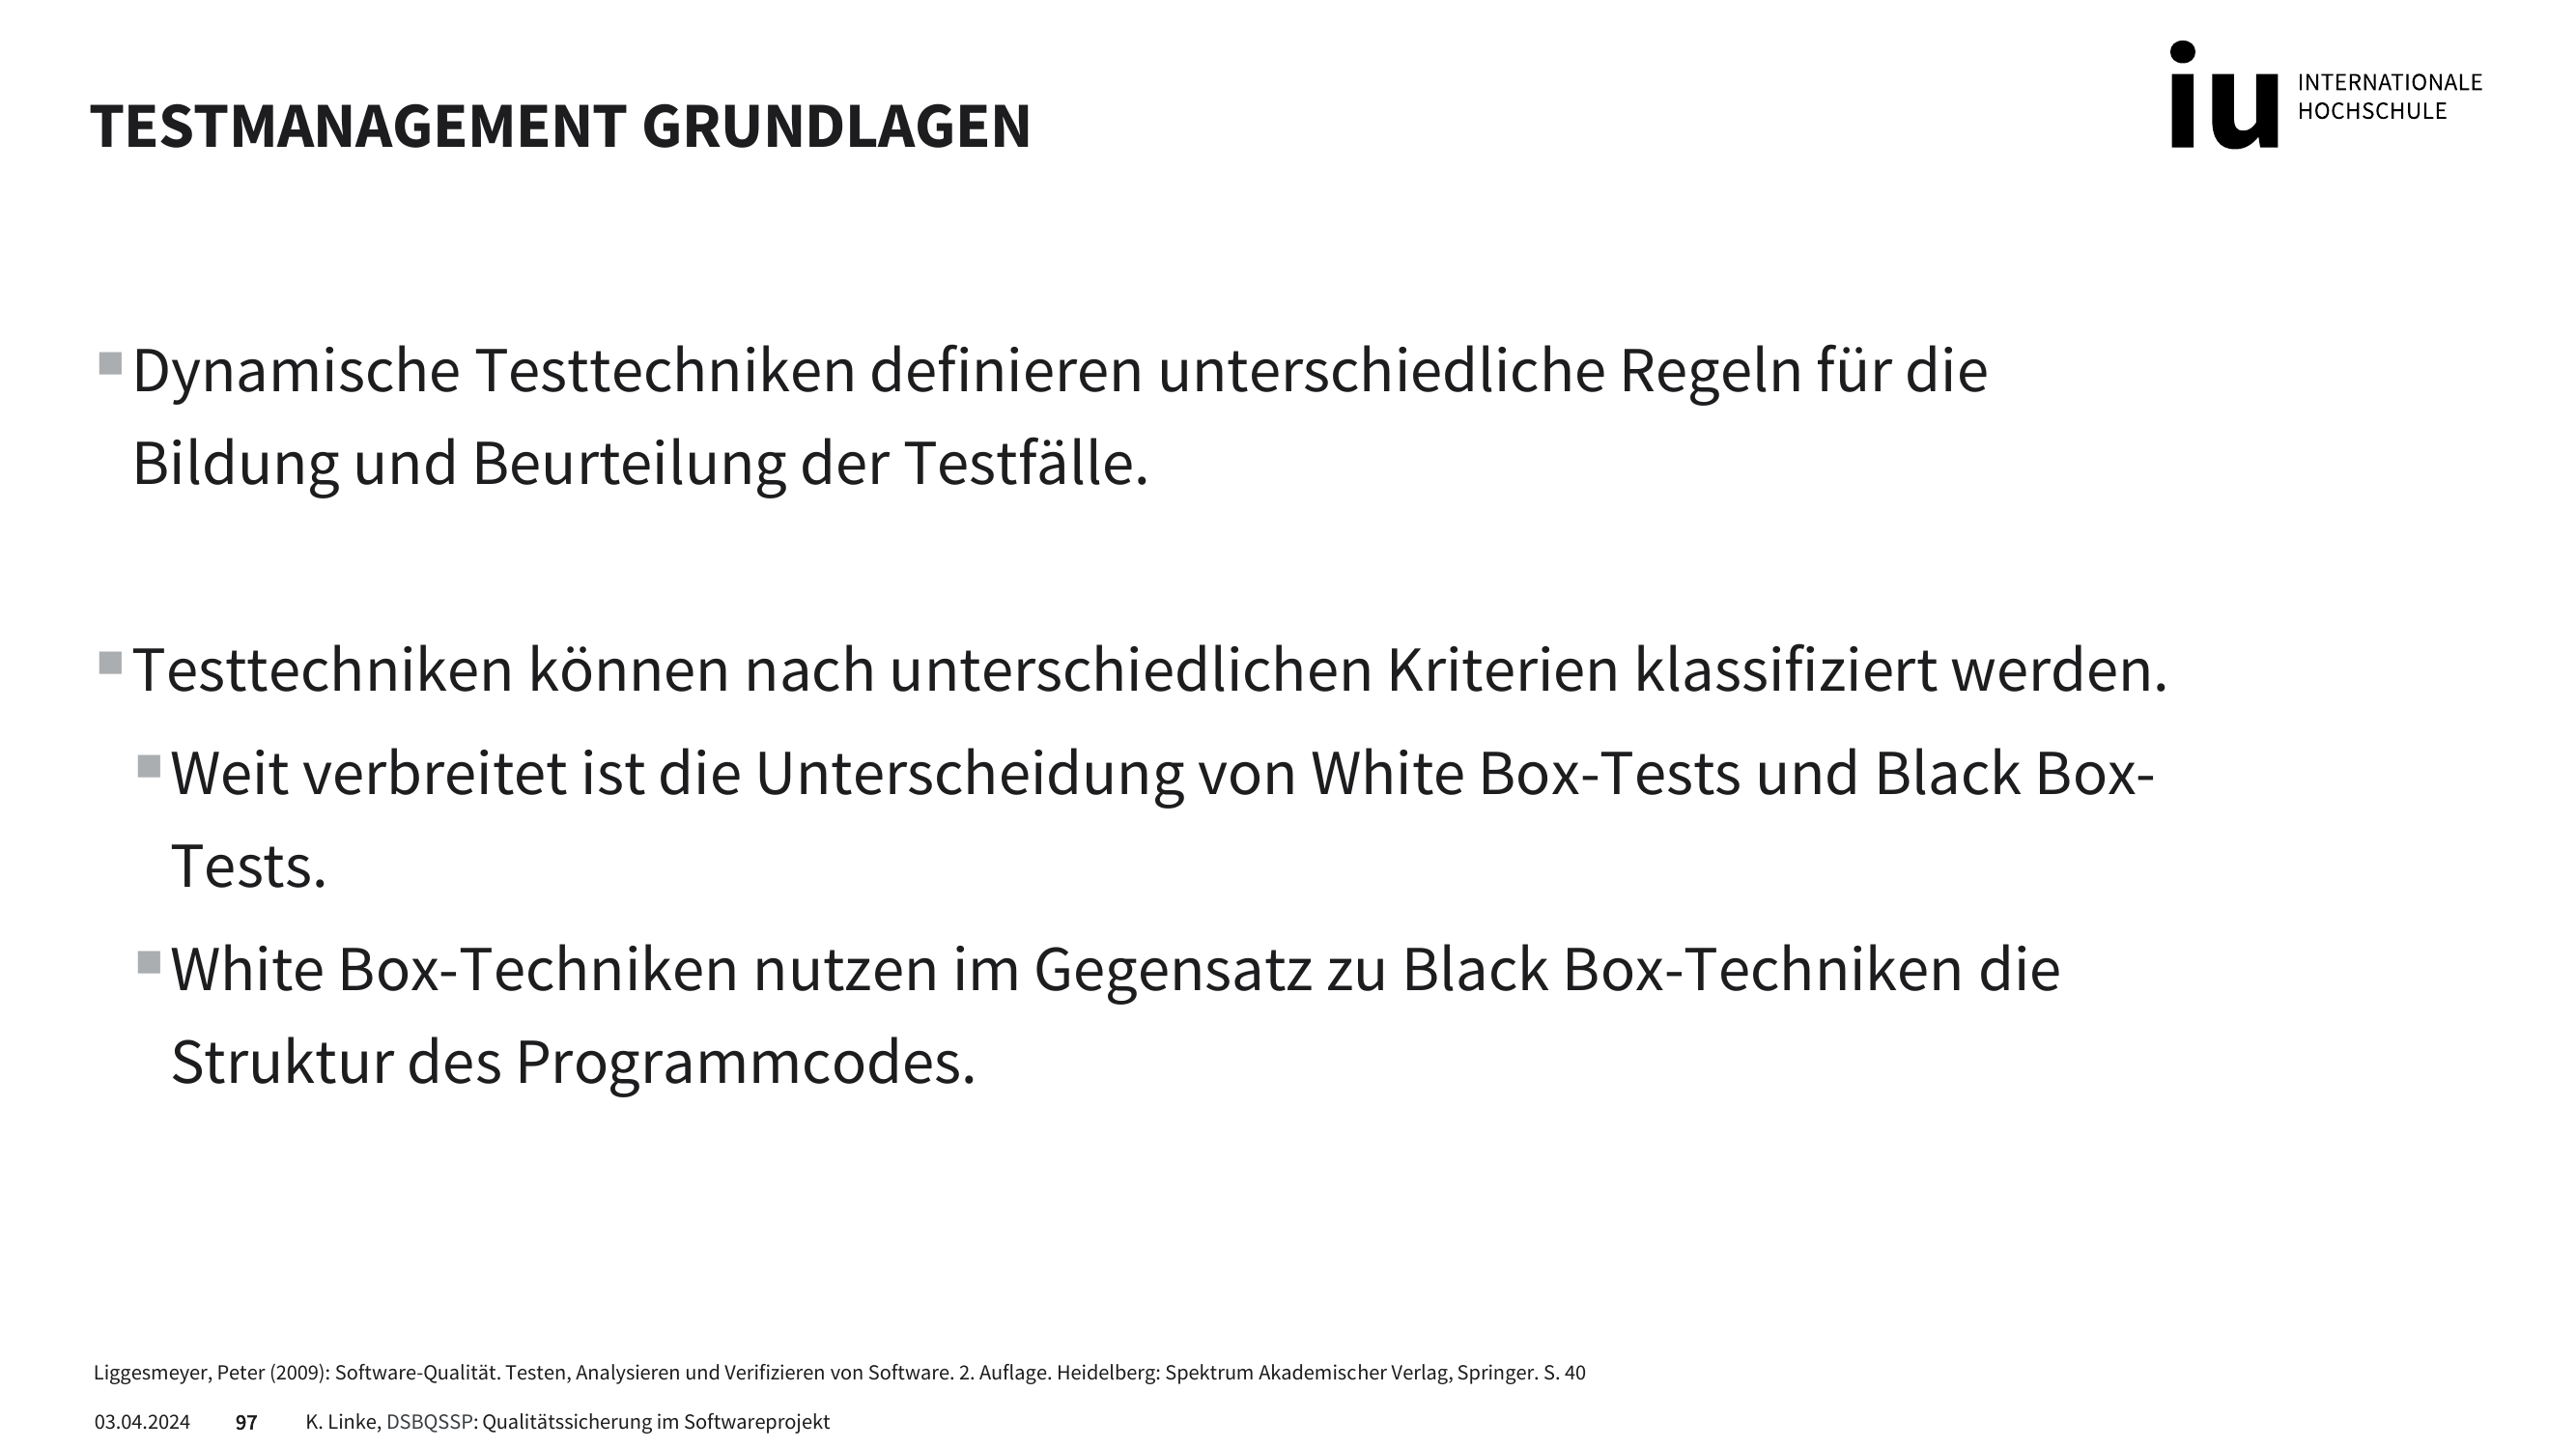 TESTMANAGEMENT GRUNDLAGEN
iu INTERNATIONALE
HOCHSCHULE
Dynamische Testtechniken definieren unterschiedliche Regeln für die
Bildung und Beurteilung der Testfälle.
Testtechniken können nach unterschiedlichen Kriterien klassifiziert werden.
Weit verbreitet ist die Unterscheidung von White Box-Tests und Black Box-
Tests.
White Box-Techniken nutzen im Gegensatz zu Black Box-Techniken die
Struktur des Programmcodes.
Liggesmeyer, Peter (2009): Software-Qualität. Testen, Analysieren und Verifizieren von Software. 2. Auflage. Heidelberg: Spektrum Akademischer Verlag, Springer. S. 40
03.04.2024 97 K. Linke, DSBQSSP: Qualitätssicherung im Softwareprojekt